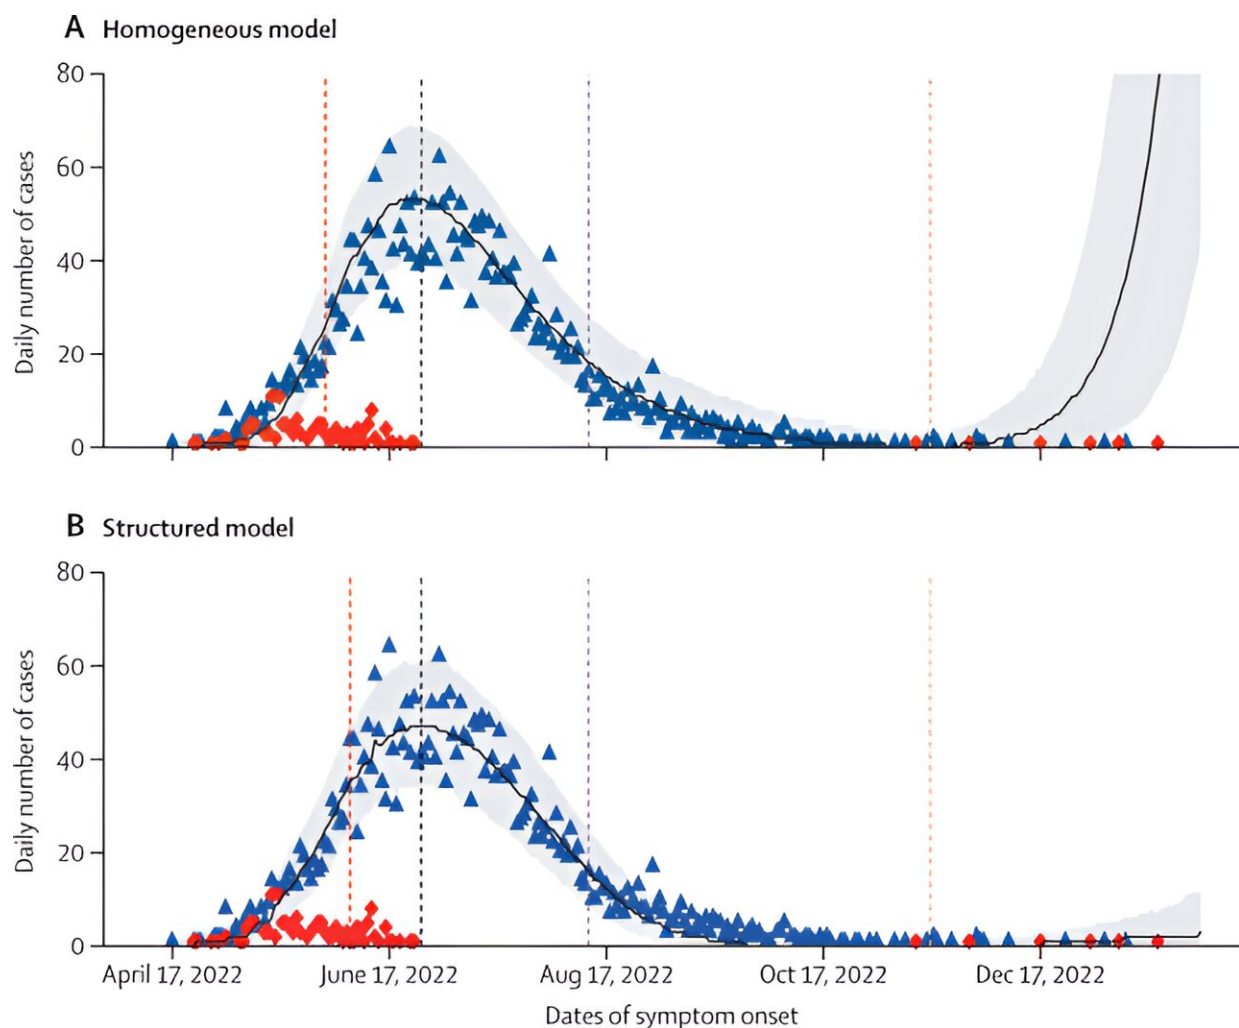 A Homogeneous model
80
60
40
20
0
Daily number of cases
B Structured model
80
60
40
20
0
Daily number of cases
April 17, 2022 June 17, 2022 Aug 17, 2022 Oct 17, 2022 Dec 17, 2022
Dates of symptom onset